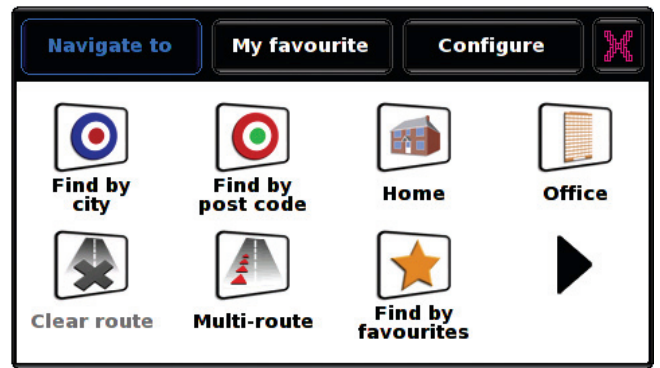 Navigate to
My favourite
Configure
Find by
city
Find by
post code
Home
Office
Clear route
Multi-route
Find by
favourites